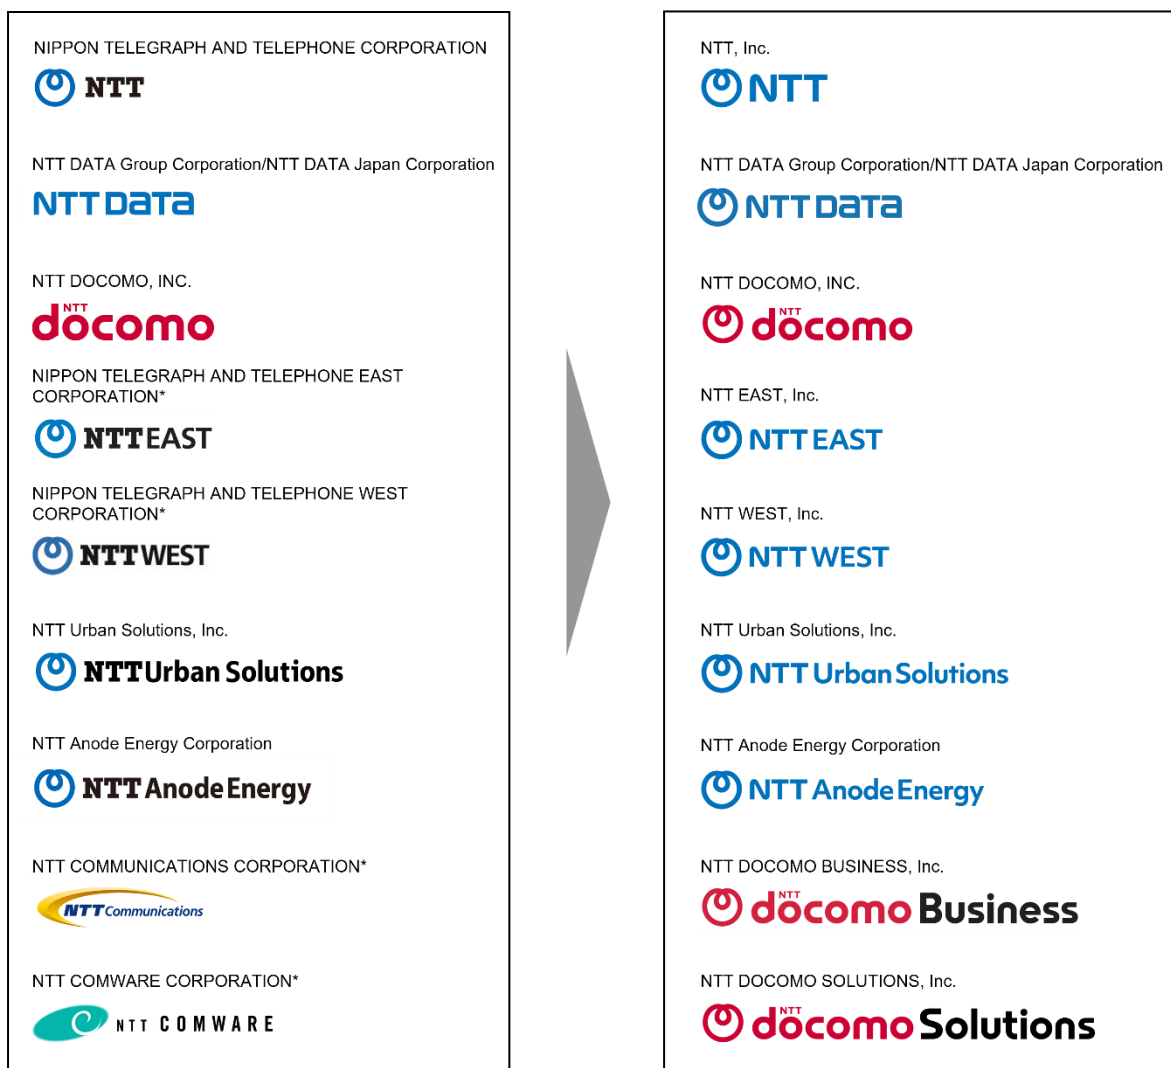 NIPPON TELEGRAPH AND TELEPHONE CORPORATION
NTT
NTT DATA Group Corporation/NTT DATA Japan Corporation
NTT DATA
NTT DOCOMO, INC.
NTT
docomo
NIPPON TELEGRAPH AND TELEPHONE EAST
CORPORATION*
NTT EAST
NIPPON TELEGRAPH AND TELEPHONE WEST
CORPORATION*
NTT WEST
NTT Urban Solutions, Inc.
NTT Urban Solutions
NTT Anode Energy Corporation
NTT Anode Energy
NTT COMMUNICATIONS CORPORATION*
NTT Communications
NTT COMWARE CORPORATION*
NTT COMWARE
NTT, Inc.
NTT
NTT DATA Group Corporation/NTT DATA Japan Corporation
NTT DATA
NTT DOCOMO, INC.
NTT
docomo
NTT EAST, Inc.
NTT EAST
NTT WEST, Inc.
NTT WEST
NTT Urban Solutions, Inc.
NTT Urban Solutions
NTT Anode Energy Corporation
NTT Anode Energy
NTT DOCOMO BUSINESS, Inc.
NTT
docomo Business
NTT DOCOMO SOLUTIONS, Inc.
NTT
docomo Solutions